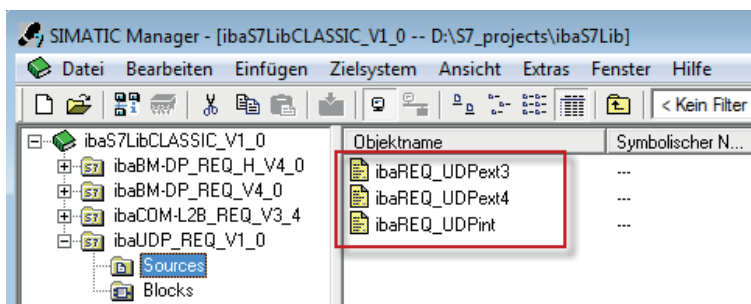 SIMATIC Manager - [ibaS7LibCLASSIC_V1_0 -- D:\S7_projects\ibaS7Lib]
Datei Bearbeiten Einfügen Zielsystem Ansicht Extras Fenster Hilfe
< Kein Filter
ibaS7LibCLASSIC_V1_0
ibaBM-DP_REQ_H_V4_0
ibaBM-DP_REQ_V4_0
ibaCOM-L2B_REQ_V3_4
ibaUDP_REQ_V1_0
Sources
Blocks
Objektname Symbolischer N...
ibaREQ_UDPext3 ---
ibaREQ_UDPext4 ---
ibaREQ_UDPint ---